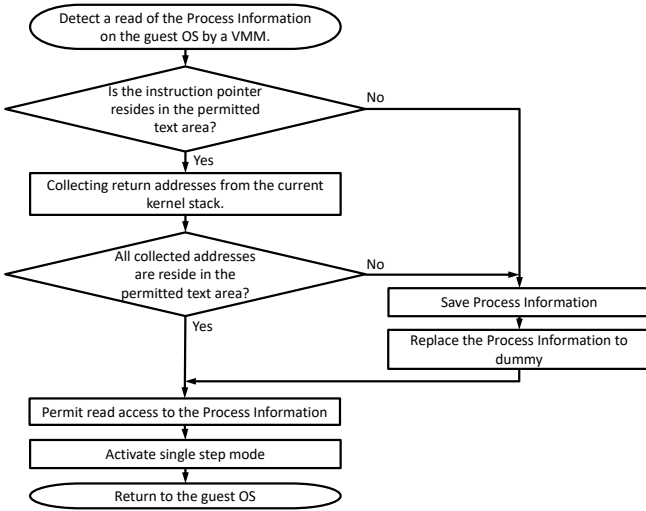 Detect a read of the Process Information
on the guest OS by a VMM.
Is the instruction pointer
resides in the permitted
text area?
No
Yes
Collecting return addresses from the current
kernel stack.
All collected addresses
are reside in the
permitted text area?
No
Yes
Save Process Information
Replace the Process Information to
dummy
Permit read access to the Process Information
Activate single step mode
Return to the guest OS